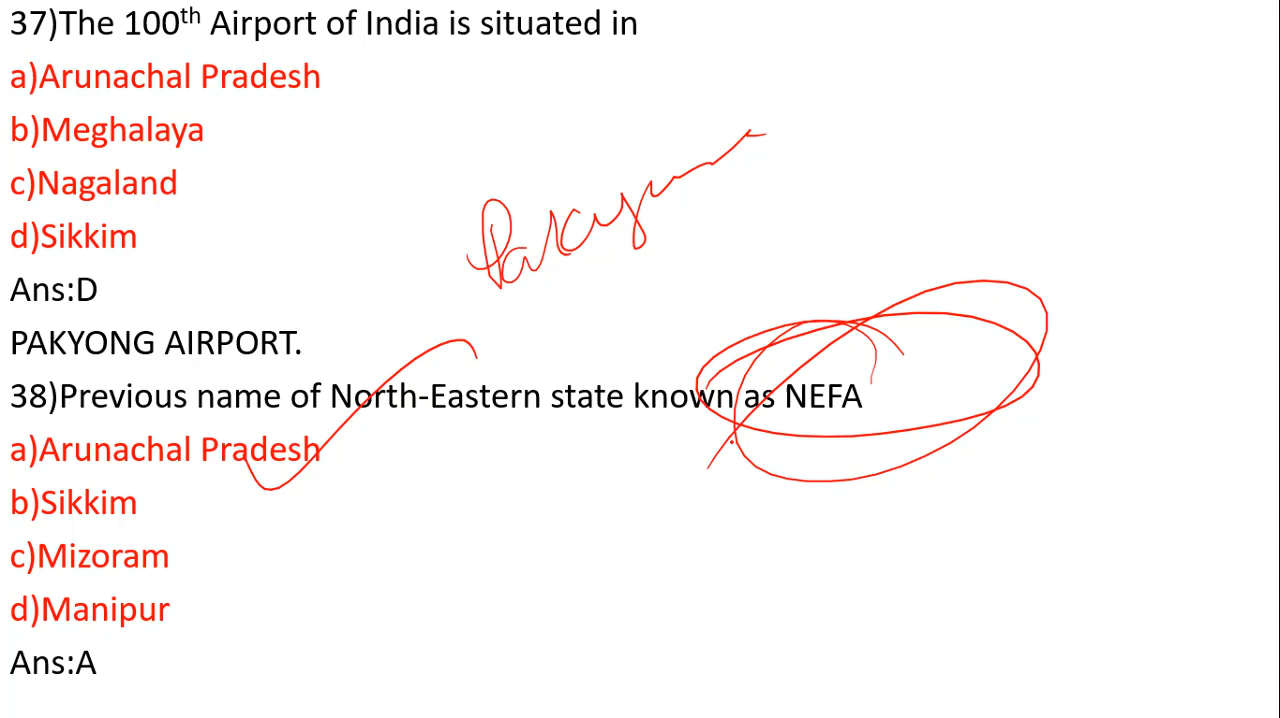 37)The 100th Airport of India is situated in
a)Arunachal Pradesh
b)Meghalaya
c)Nagaland
d)Sikkim
Ans:D
PAKYONG AIRPORT.
38)Previous name of North-Eastern state known as NEFA
a)Arunachal Pradesh
b)Sikkim
c)Mizoram
d)Manipur
Ans:A